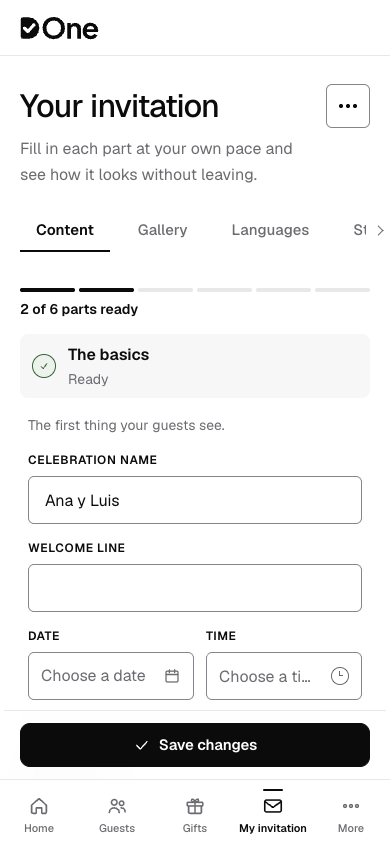 DOne
Your invitation
Fill in each part at your own pace and
see how it looks without leaving.
Content Gallery Languages St
2 of 6 parts ready
The basics
Ready
The first thing your guests see.
CELEBRATION NAME
Ana y Luis
WELCOME LINE
DATE TIME
Choose a date Choose a ti...
Save changes
Home Guests Gifts My invitation More